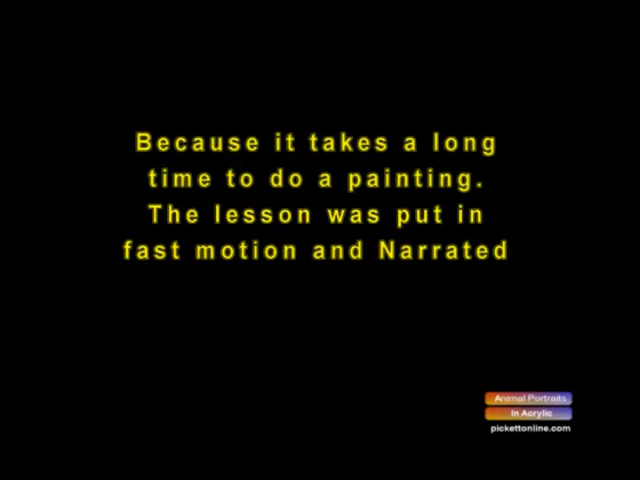 Because it takes a long
time to do a painting.
The lesson was put in
fast motion and Narrated
Animal Portraits
In Acrylic
pickettonline.com